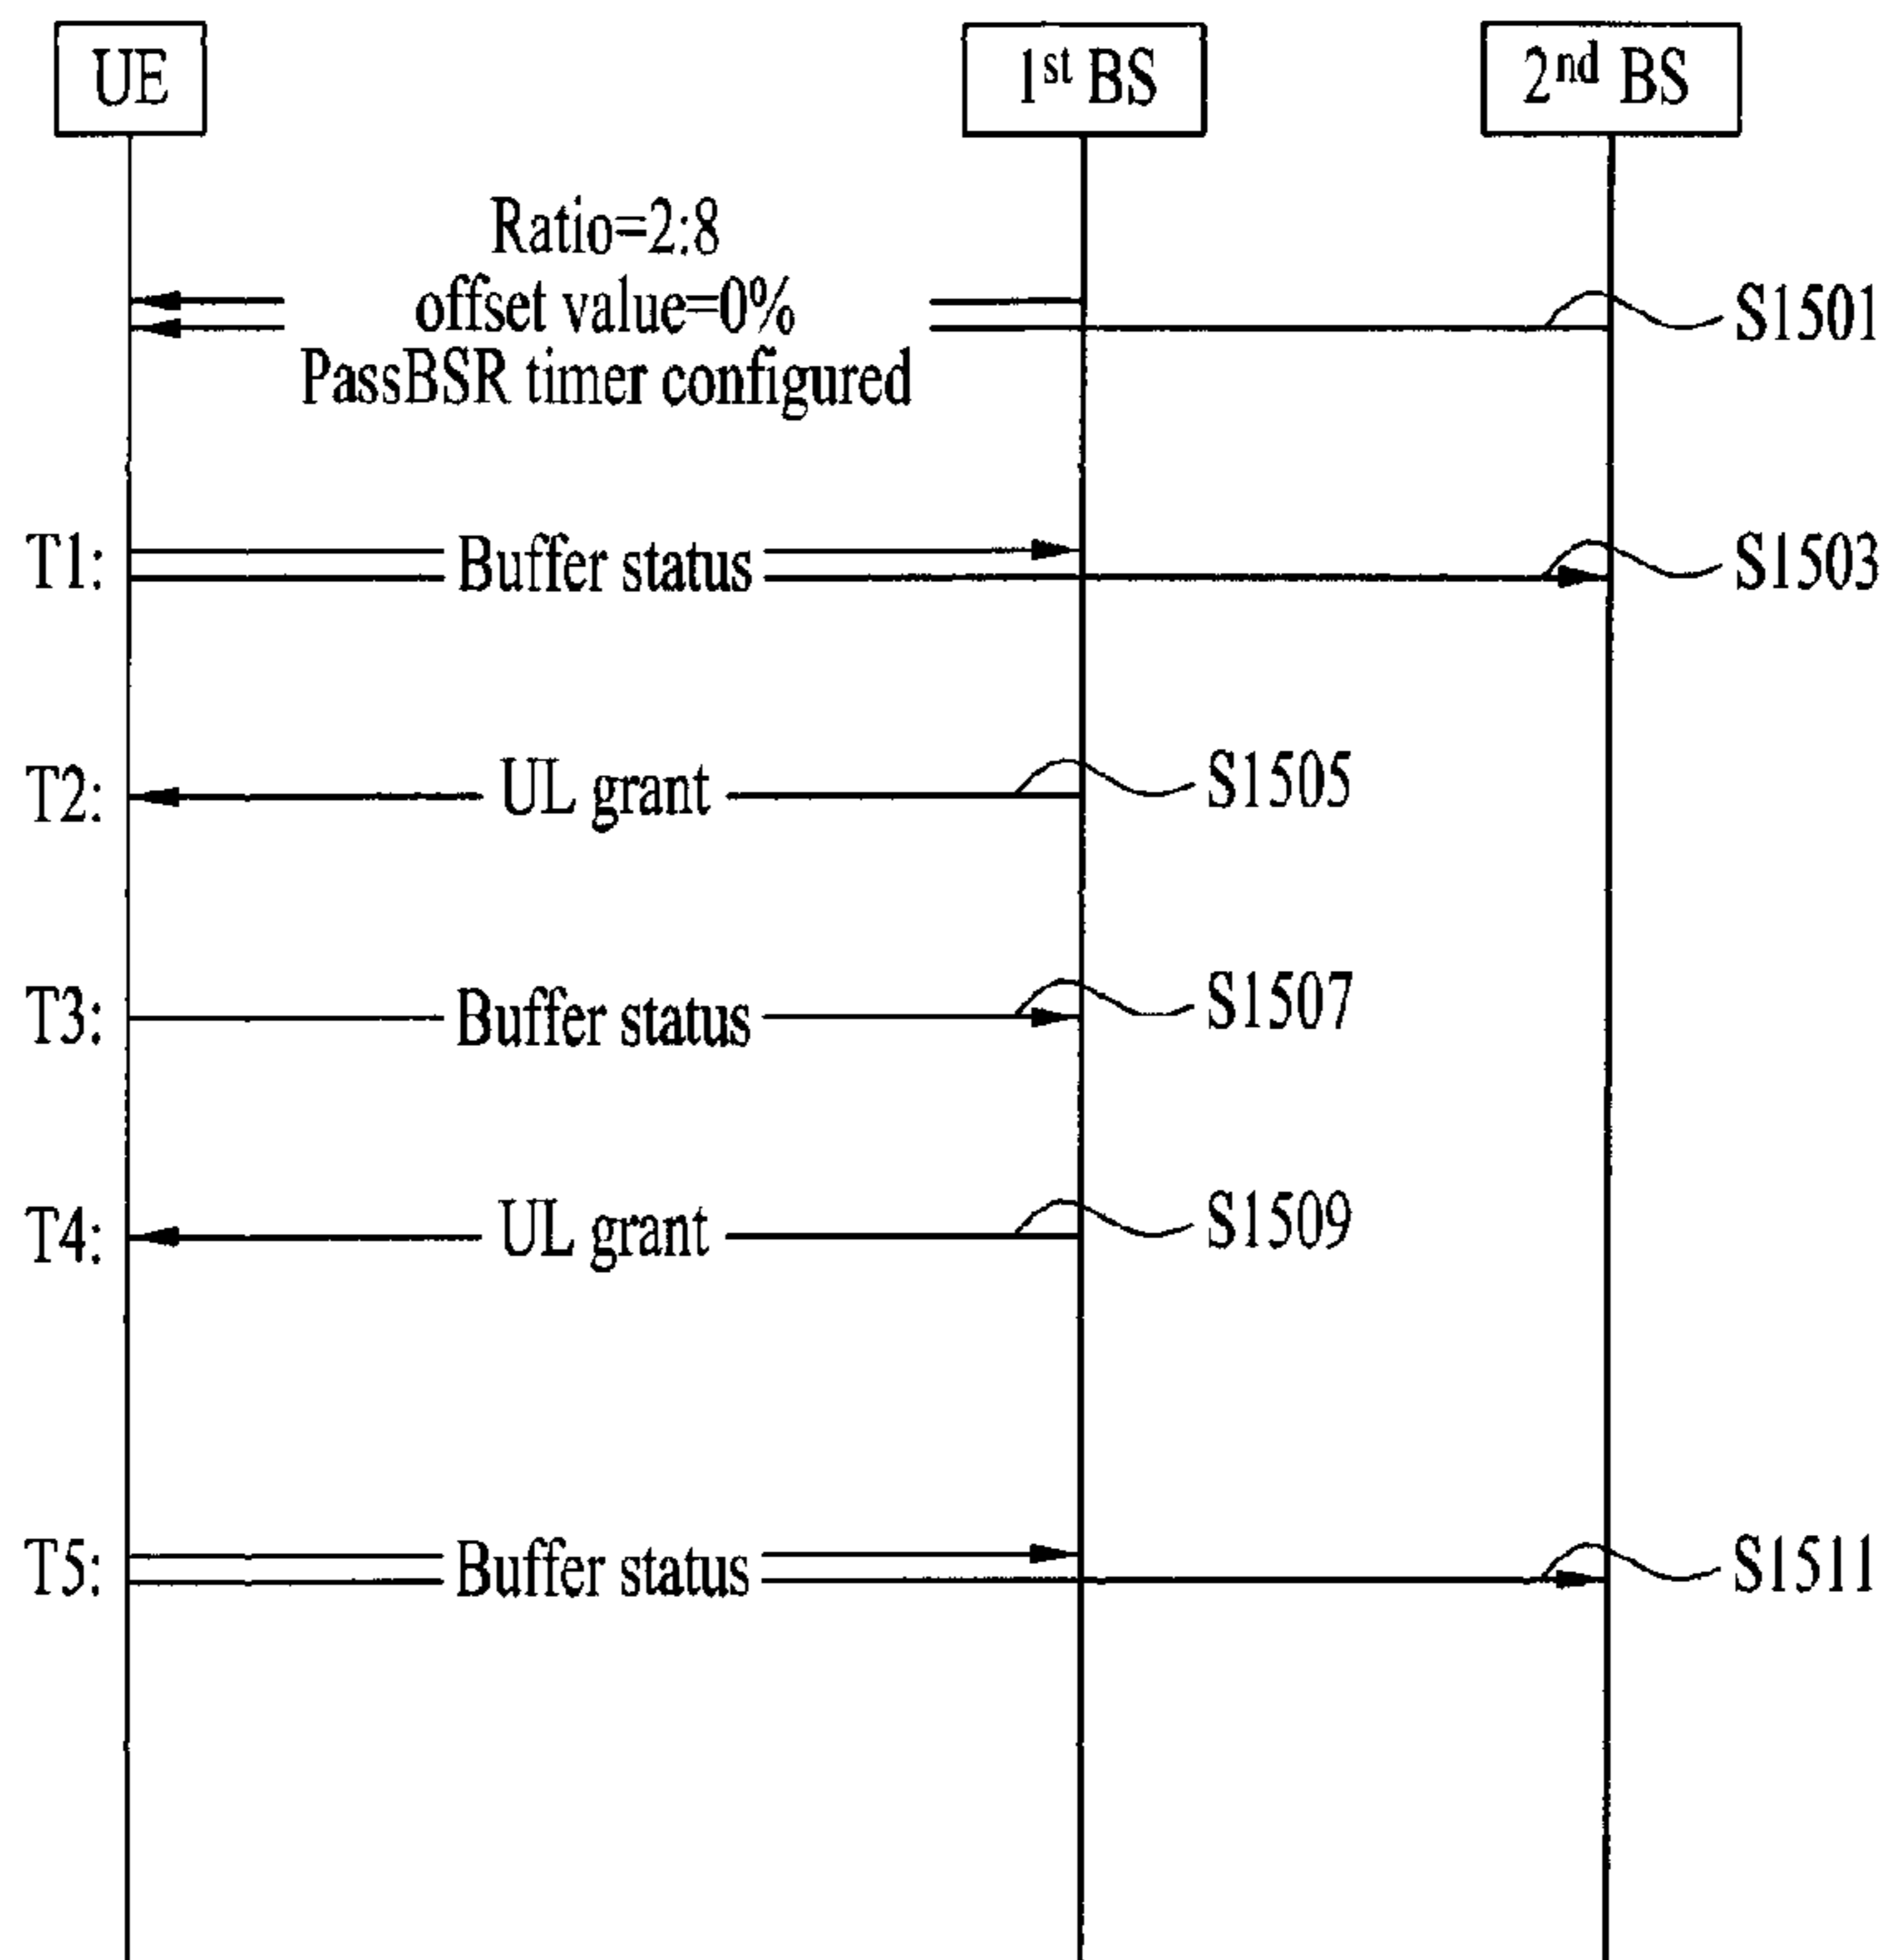 UE
1st BS
2nd BS
Ratio=2:8
offset value=0%
PassBSR timer configured
S1501
T1:
Buffer status
S1503
T2:
UL grant
S1505
T3:
Buffer status
S1507
T4:
UL grant
S1509
T5:
Buffer status
S1511